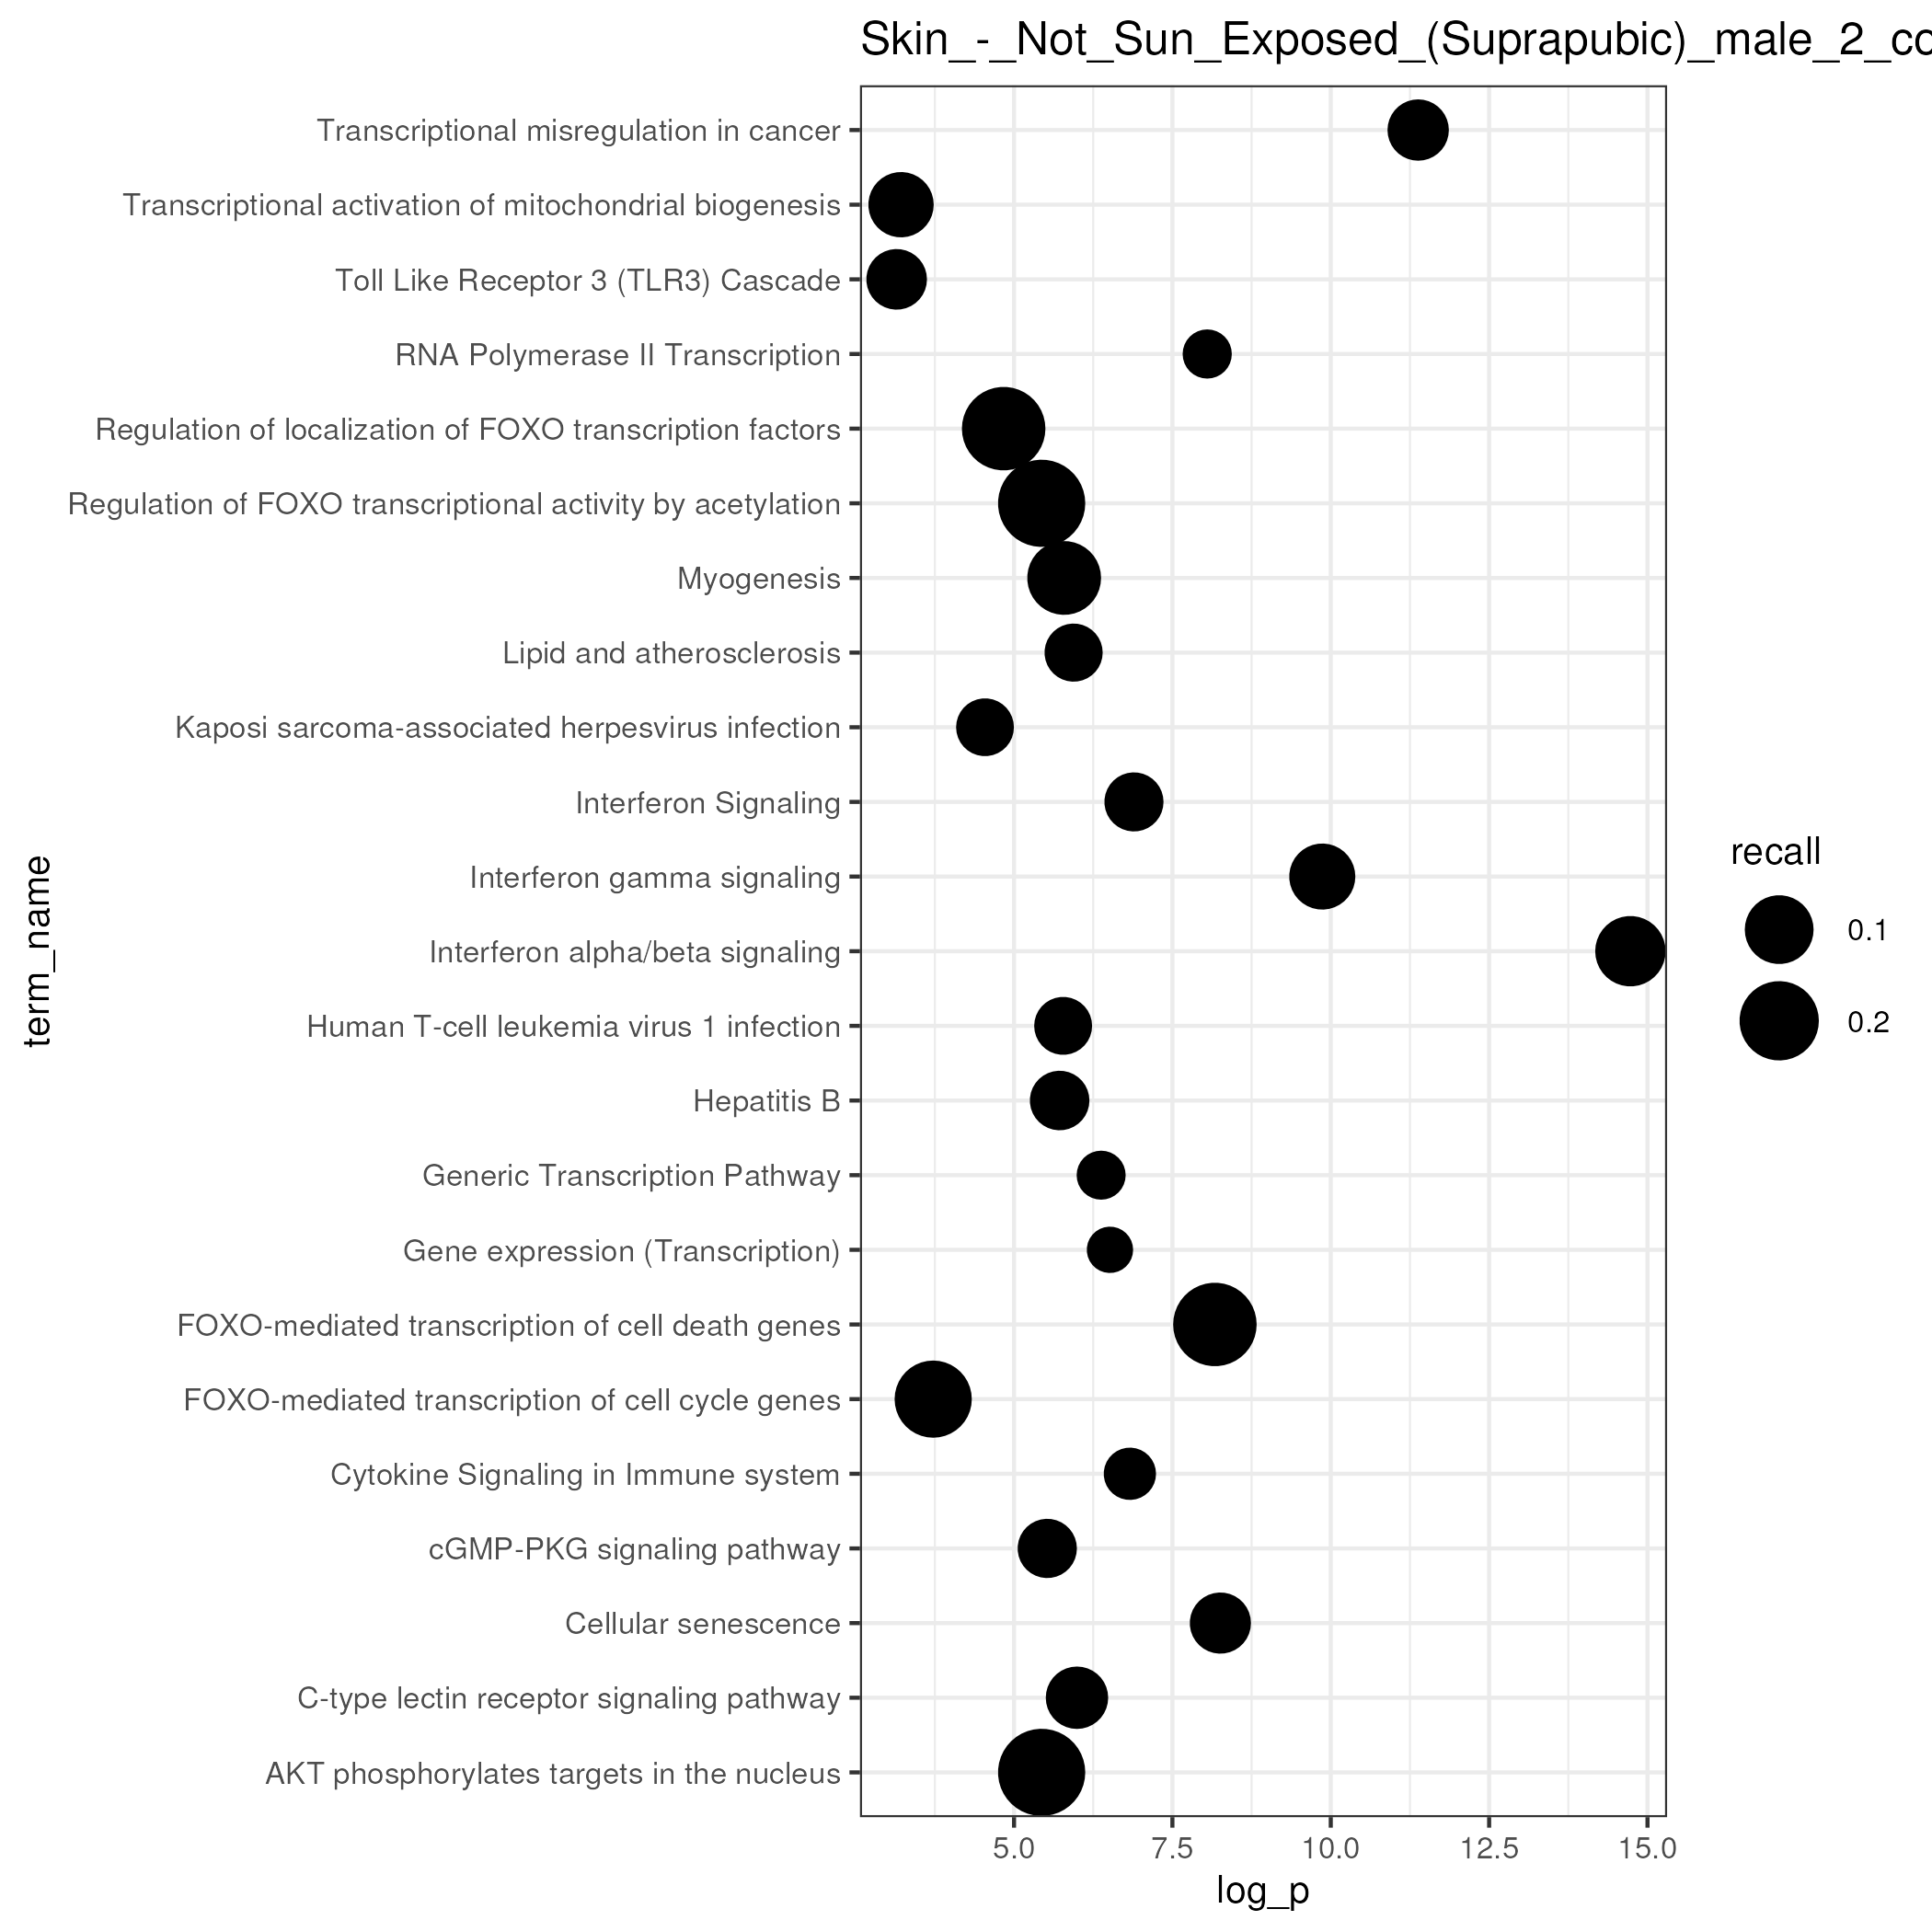 Skin_-_Not_Sun_Exposed_(Suprapubic)_male_2_co
Transcriptional misregulation in cancer
Transcriptional activation of mitochondrial biogenesis
Toll Like Receptor 3 (TLR3) Cascade
RNA Polymerase II Transcription
Regulation of localization of FOXO transcription factors
Regulation of FOXO transcriptional activity by acetylation
Myogenesis
Lipid and atherosclerosis
Kaposi sarcoma-associated herpesvirus infection
Interferon Signaling
Interferon gamma signaling
Interferon alpha/beta signaling
Human T-cell leukemia virus 1 infection
Hepatitis B
Generic Transcription Pathway
Gene expression (Transcription)
FOXO-mediated transcription of cell death genes
FOXO-mediated transcription of cell cycle genes
Cytokine Signaling in Immune system
cGMP-PKG signaling pathway
Cellular senescence
C-type lectin receptor signaling pathway
AKT phosphorylates targets in the nucleus
term_name
5.0 7.5 10.0 12.5 15.0
log_p
recall
0.1
0.2